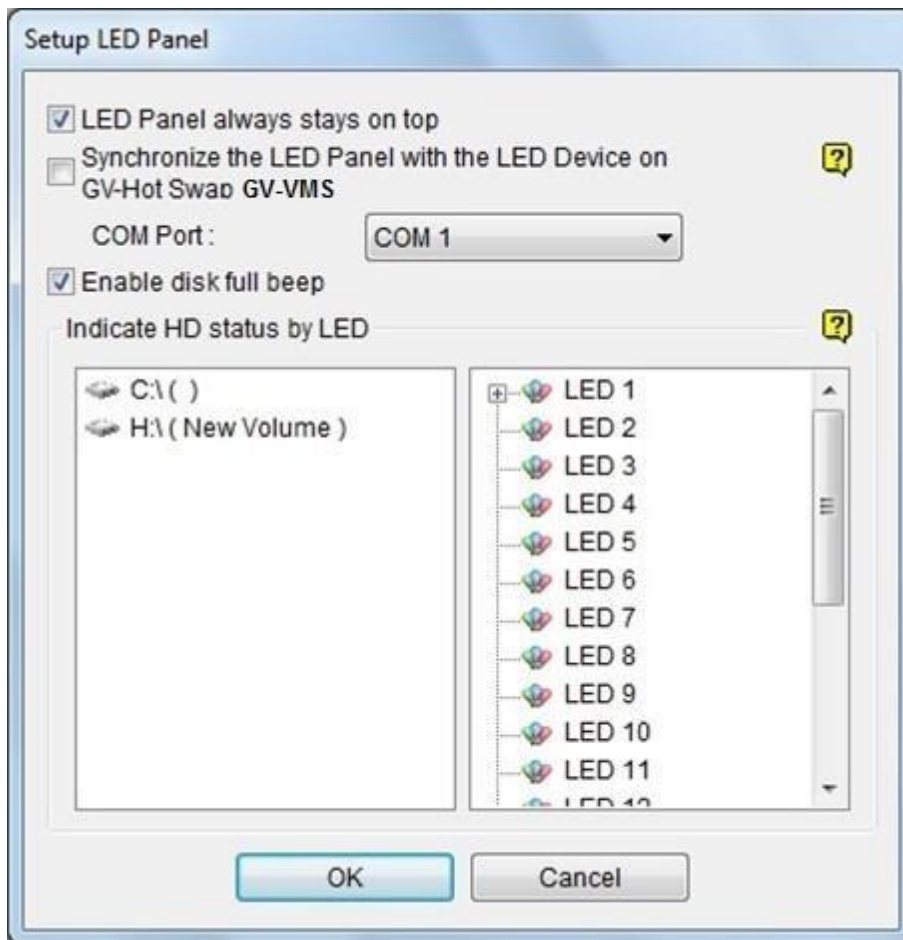 Setup LED Panel
LED Panel always stays on top
Synchronize the LED Panel with the LED Device on
GV-Hot Swap GV-VMS
COM Port :
COM 1
Enable disk full beep
Indicate HD status by LED
C:\ ( )
H:\ ( New Volume )
LED 1
LED 2
LED 3
LED 4
LED 5
LED 6
LED 7
LED 8
LED 9
LED 10
LED 11
LED 12
OK
Cancel